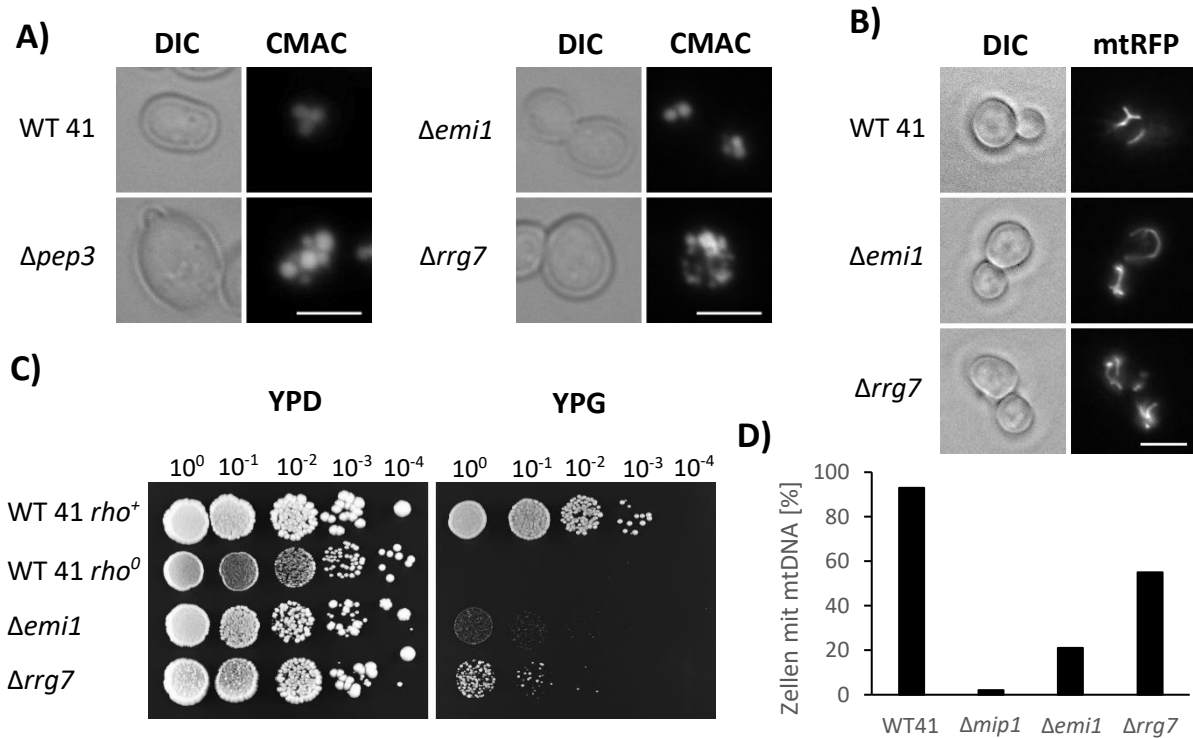 A)
DIC CMAC
DIC CMAC
WT 41
Δpep3
Δemi1
Δrrg7
B)
DIC mtRFP
WT 41
Δemi1
Δrrg7
C)
YPD YPG
10⁰ 10⁻¹ 10⁻² 10⁻³ 10⁻⁴ 10⁰ 10⁻¹ 10⁻² 10⁻³ 10⁻⁴
WT 41 rho⁺
WT 41 rho⁰
Δemi1
Δrrg7
D)
Zellen mit mtDNA [%]
100
80
60
40
20
0
WT41 Δmip1 Δemi1 Δrrg7